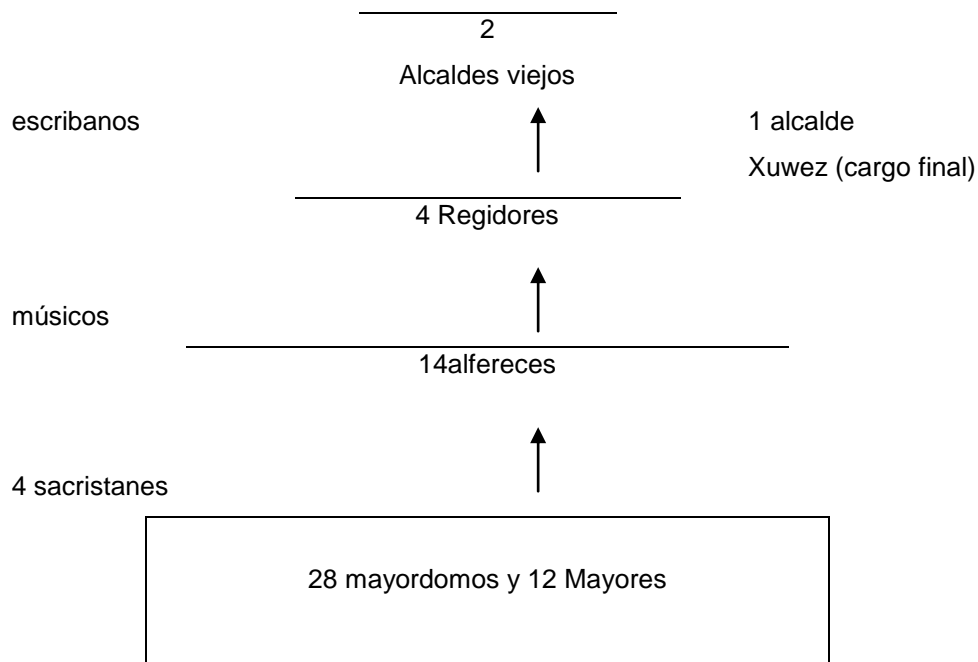 2
Alcaldes viejos
escribanos
1 alcalde
Xuwez (cargo final)
4 Regidores
músicos
14alfereces
4 sacristanes
28 mayordomos y 12 Mayores